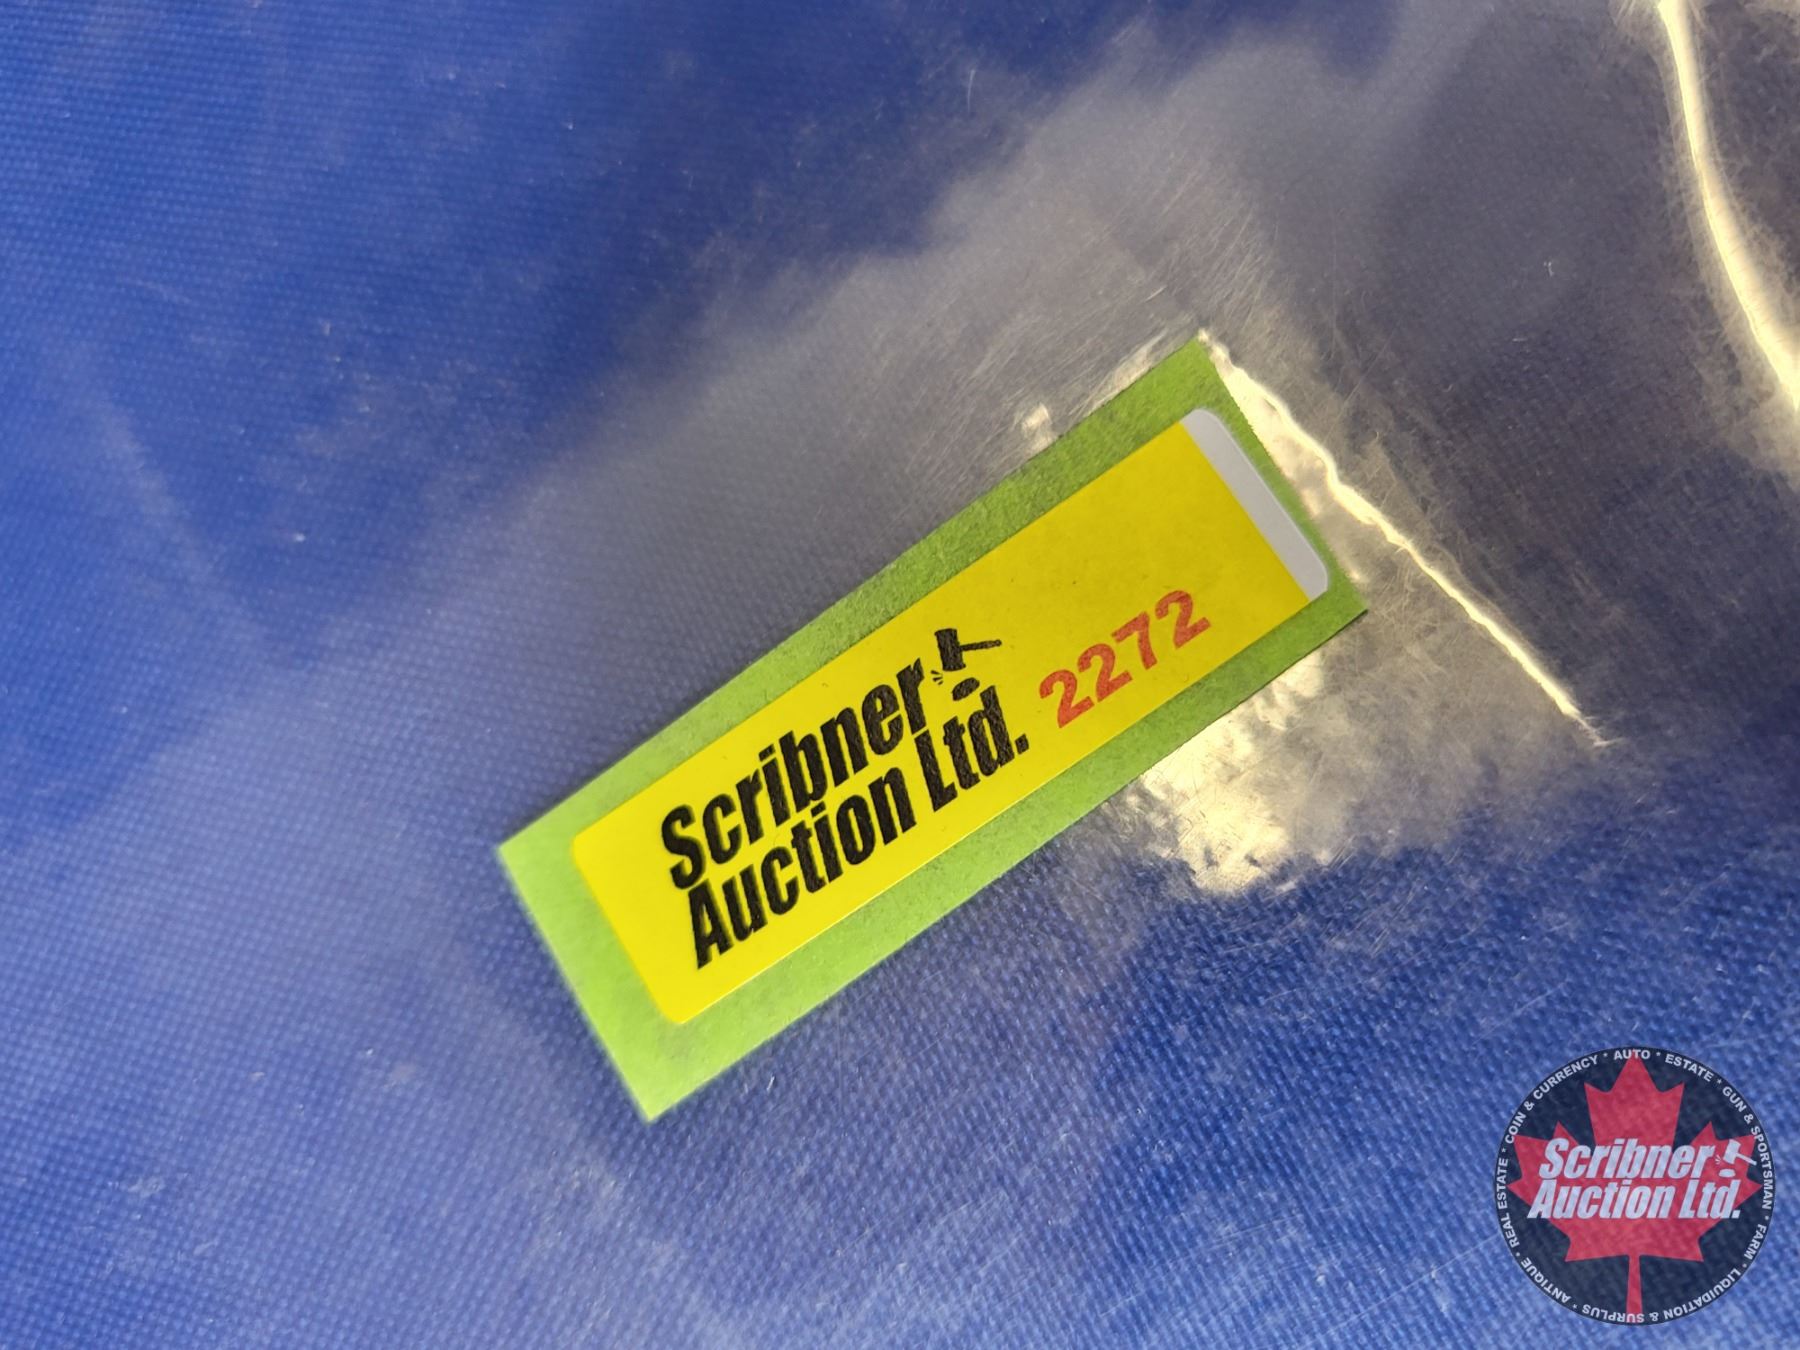 Scribner
Auction Ltd. 2272
COIN & CURRENCY * AUTO * ESTATE * GUN & SPORTSMAN * FARM * LIQUIDATION & SURPLUS * ANTIQUE * REAL ESTATE *
Scribner
Auction Ltd.